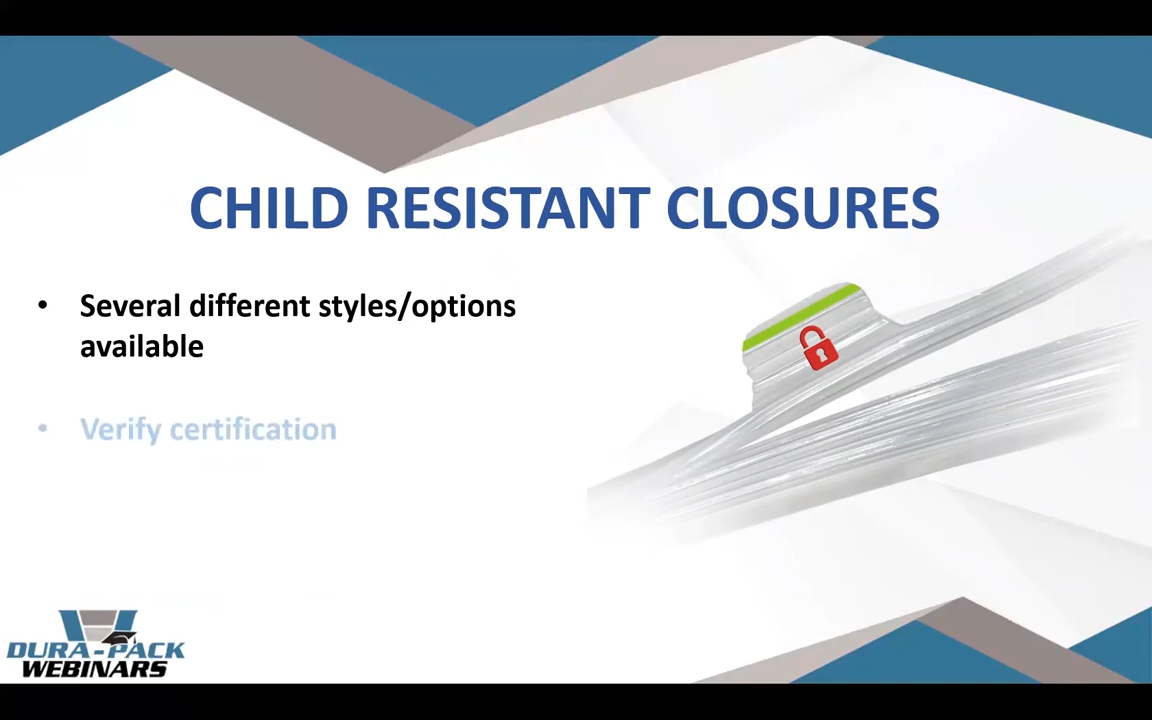 CHILD RESISTANT CLOSURES
• Several different styles/options
available
• Verify certification
DURA-PACK
WEBINARS